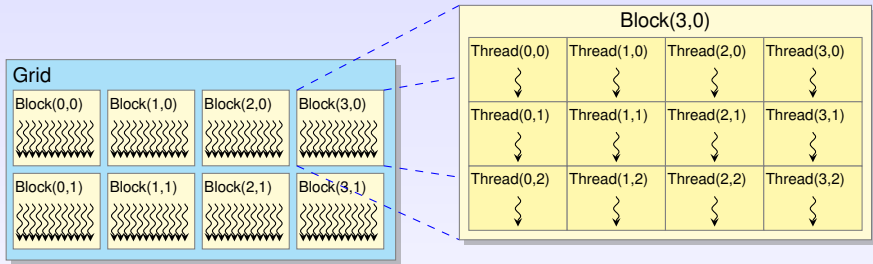 Grid
Block(0,0) Block(1,0) Block(2,0) Block(3,0)
Block(0,1) Block(1,1) Block(2,1) Block(3,1)
Block(3,0)
Thread(0,0) Thread(1,0) Thread(2,0) Thread(3,0)
Thread(0,1) Thread(1,1) Thread(2,1) Thread(3,1)
Thread(0,2) Thread(1,2) Thread(2,2) Thread(3,2)